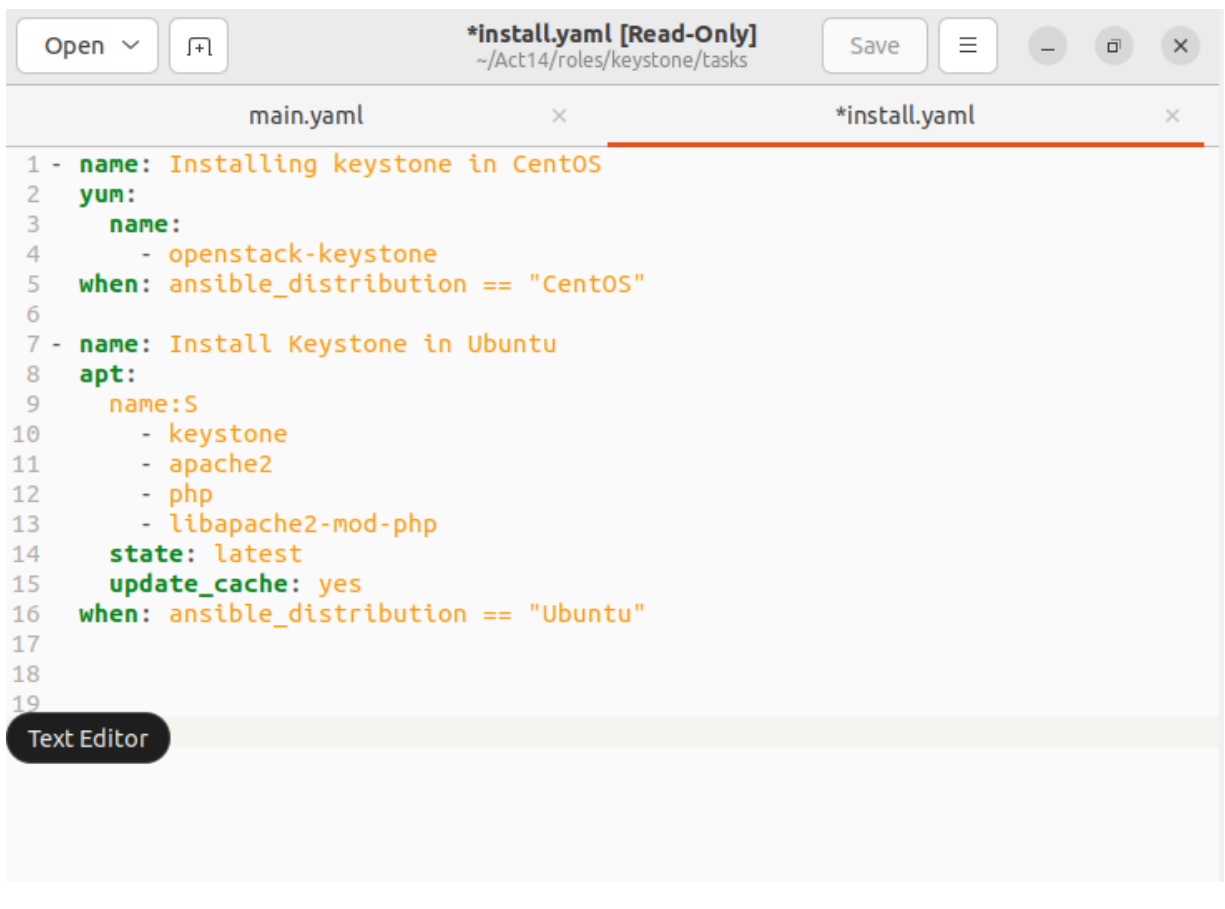 Open
*install.yaml [Read-Only]
~/Act14/roles/keystone/tasks
Save
main.yaml
*install.yaml
1 - name: Installing keystone in CentOS
2   yum:
3     name:
4       - openstack-keystone
5   when: ansible_distribution == "CentOS"
6
7 - name: Install Keystone in Ubuntu
8   apt:
9     name:S
10       - keystone
11       - apache2
12       - php
13       - libapache2-mod-php
14     state: latest
15     update_cache: yes
16   when: ansible_distribution == "Ubuntu"
17
18
19
Text Editor